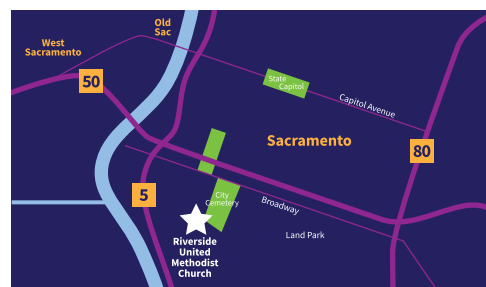 Old
Sac
West
Sacramento
50
State
Capitol
Capitol Avenue
Sacramento
80
5
City
Cemetery
Broadway
Land Park
Riverside
United
Methodist
Church